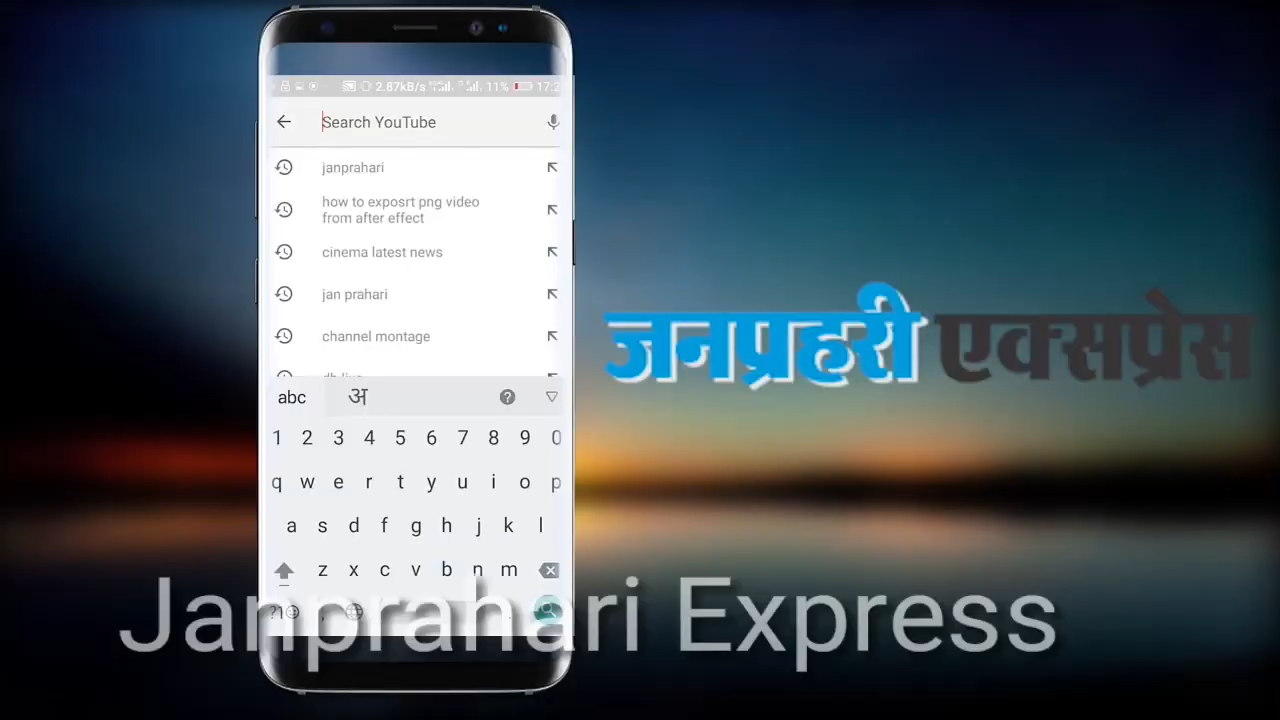 2.87kB/s 11% 17:2
Search YouTube
janprahari
how to exposrt png video
from after effect
cinema latest news
jan prahari
channel montage
abc अ ?
1 2 3 4 5 6 7 8 9 0
q w e r t y u i o p
a s d f g h j k l
z x c v b n m
?1☺ , .
जनप्रहरी एक्सप्रेस
Janprahari Express